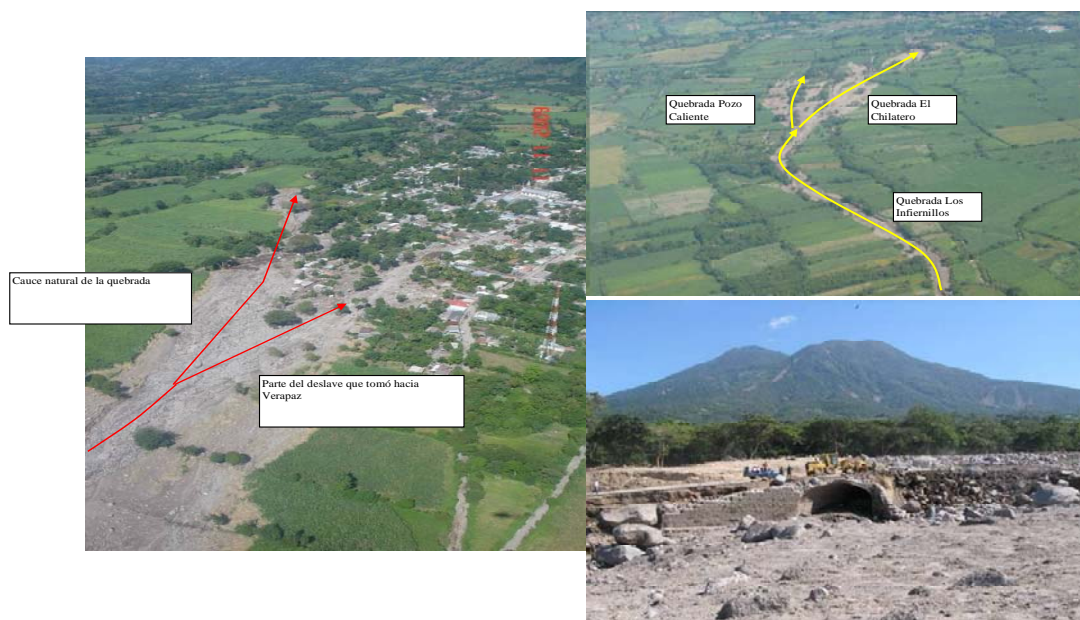 Cauce natural de la quebrada
Parte del deslave que tomó hacia
Verapaz
Quebrada Pozo
Caliente
Quebrada El
Chilatero
Quebrada Los
Infiernillos